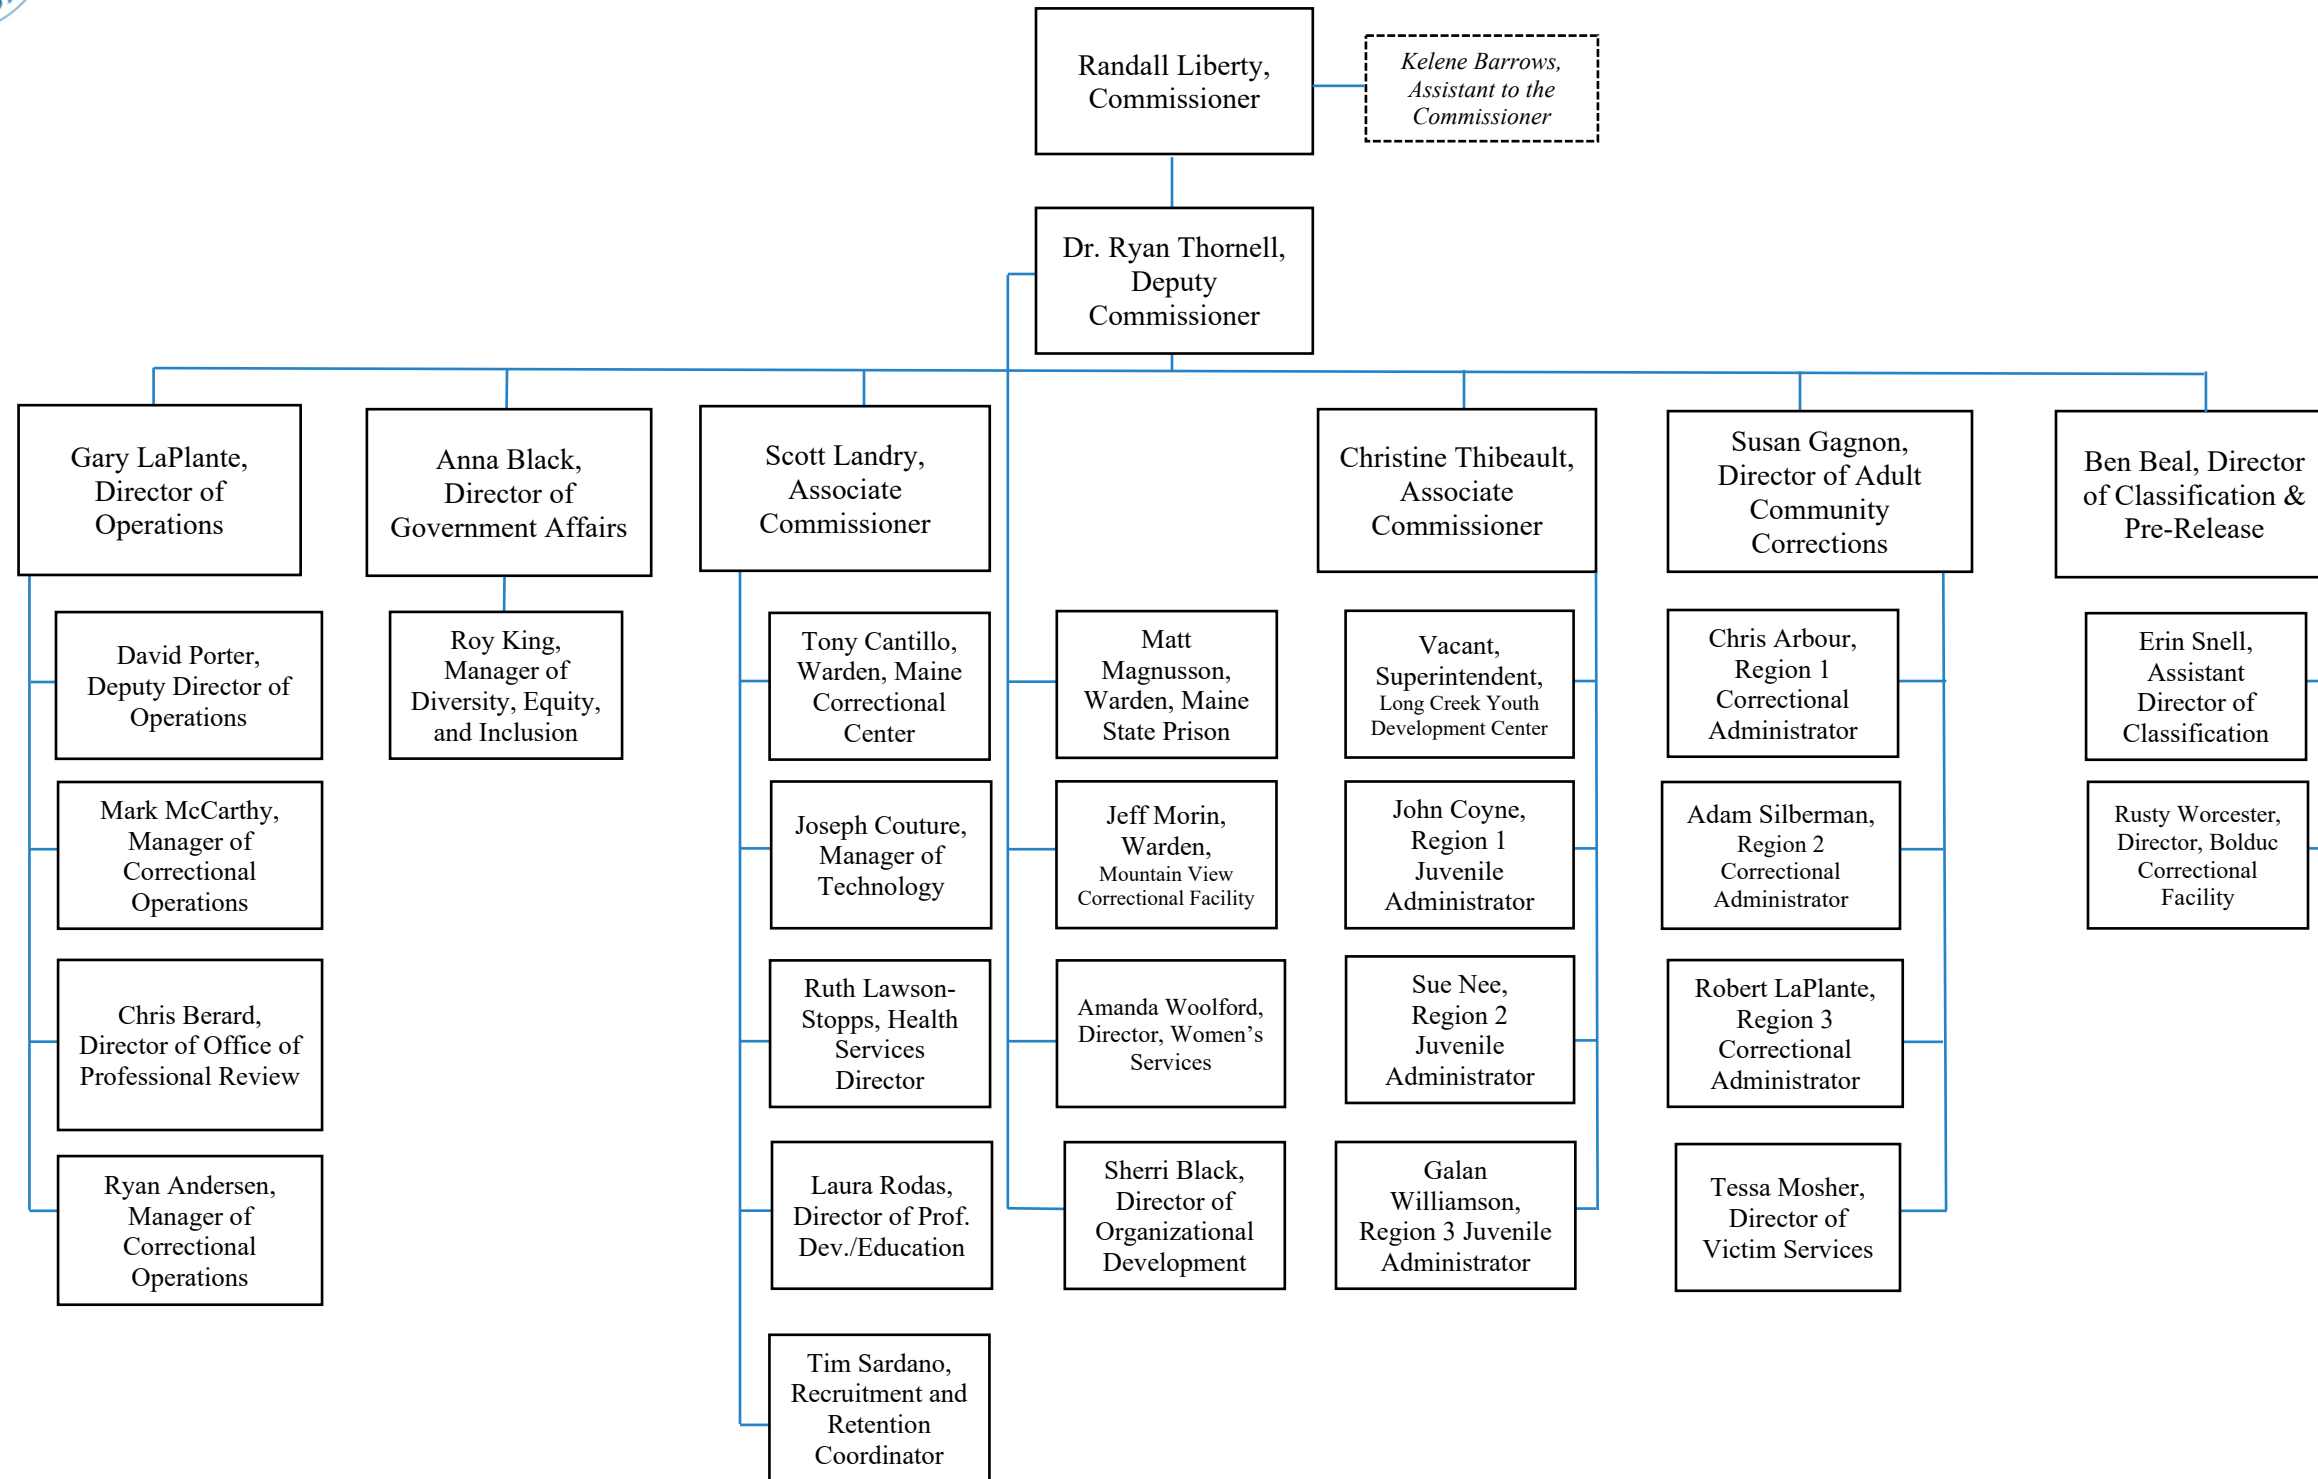 Randall Liberty,
Commissioner
Kelene Barrows,
Assistant to the
Commissioner
Dr. Ryan Thornell,
Deputy
Commissioner
Gary LaPlante,
Director of
Operations
Anna Black,
Director of
Government Affairs
Scott Landry,
Associate
Commissioner
Christine Thibeault,
Associate
Commissioner
Susan Gagnon,
Director of Adult
Community
Corrections
Ben Beal, Director
of Classification &
Pre-Release
David Porter,
Deputy Director of
Operations
Roy King,
Manager of
Diversity, Equity,
and Inclusion
Tony Cantillo,
Warden, Maine
Correctional
Center
Matt
Magnusson,
Warden, Maine
State Prison
Vacant,
Superintendent,
Long Creek Youth
Development Center
Chris Arbour,
Region 1
Correctional
Administrator
Erin Snell,
Assistant
Director of
Classification
Mark McCarthy,
Manager of
Correctional
Operations
Joseph Couture,
Manager of
Technology
Jeff Morin,
Warden,
Mountain View
Correctional Facility
John Coyne,
Region 1
Juvenile
Administrator
Adam Silberman,
Region 2
Correctional
Administrator
Rusty Worcester,
Director, Bolduc
Correctional
Facility
Chris Berard,
Director of Office of
Professional Review
Ruth Lawson-
Stopps, Health
Services
Director
Amanda Woolford,
Director, Women’s
Services
Sue Nee,
Region 2
Juvenile
Administrator
Robert LaPlante,
Region 3
Correctional
Administrator
Ryan Andersen,
Manager of
Correctional
Operations
Laura Rodas,
Director of Prof.
Dev./Education
Sherri Black,
Director of
Organizational
Development
Galan
Williamson,
Region 3 Juvenile
Administrator
Tessa Mosher,
Director of
Victim Services
Tim Sardano,
Recruitment and
Retention
Coordinator